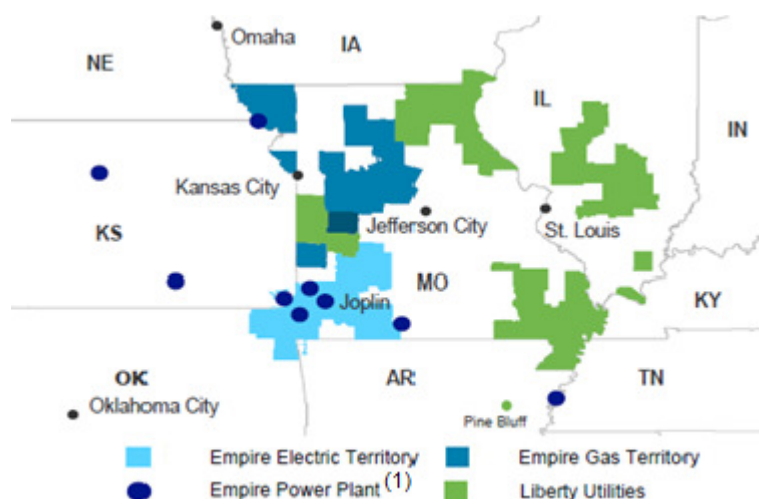 Omaha
IA
NE
IL
IN
Kansas City
Jefferson City
St. Louis
KS
MO
Joplin
KY
OK
AR
TN
Oklahoma City
Pine Bluff
Empire Electric Territory
Empire Gas Territory
Empire Power Plant (1)
Liberty Utilities